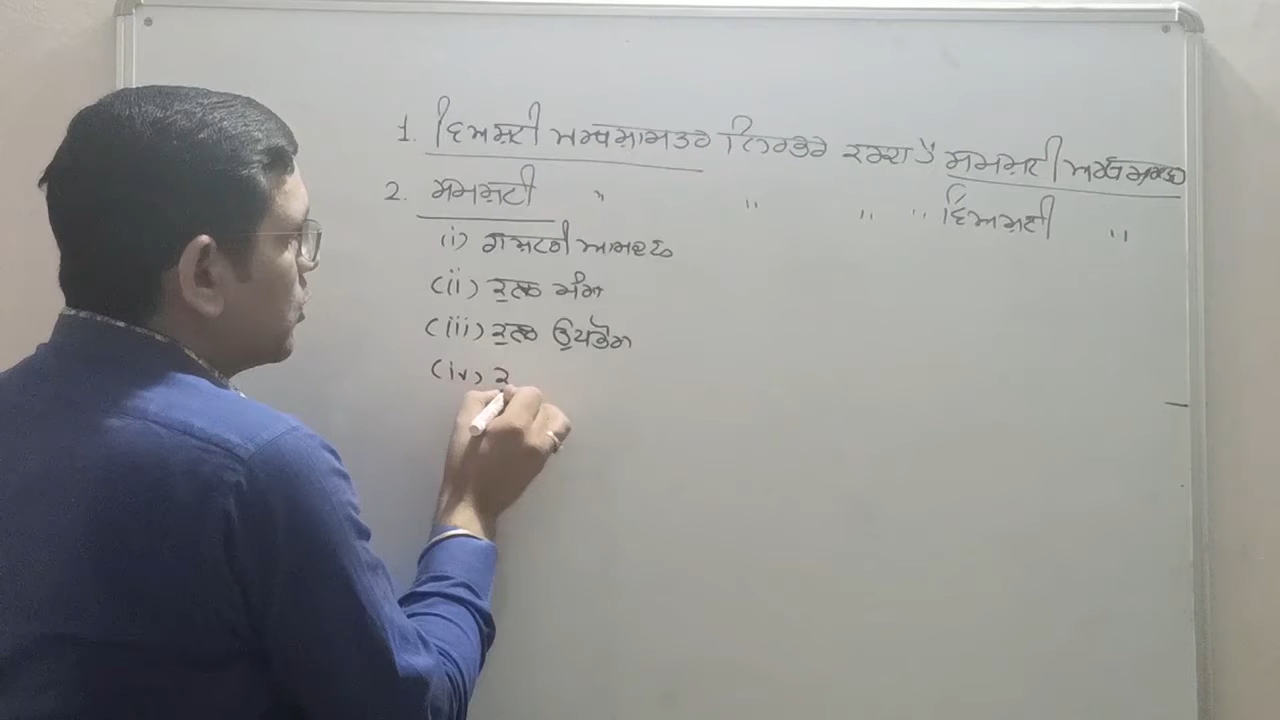 1. ਵਿਅਸ਼ਟੀ ਅਰਥਸ਼ਾਸਤਰ ਨਿਰਭਰ ਕਰਦਾ ਹੈ ਸਮਸ਼ਟੀ ਅਰਥਸ਼ਾਸਤਰ
2. ਸਮਸ਼ਟੀ " " " " ਵਿਅਸ਼ਟੀ "
(i) ਰਾਸ਼ਟਰੀ ਆਮਦਨ
(ii) ਕੁਲ ਮੰਗ
(iii) ਕੁਲ ਉਪਭੋਗ
(iv) ਕੁ